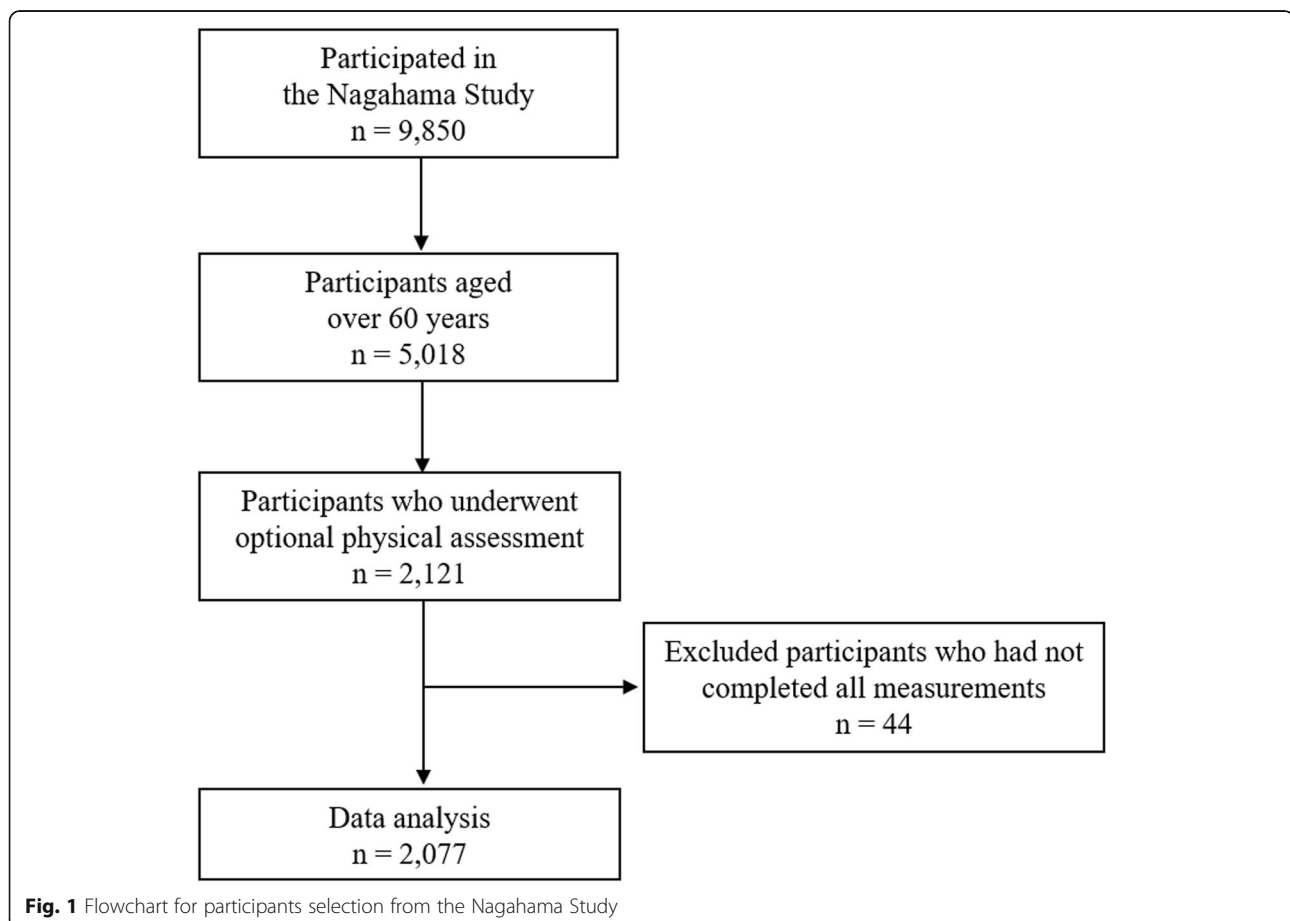 Participated in
the Nagahama Study
n = 9,850
Participants aged
over 60 years
n = 5,018
Participants who underwent
optional physical assessment
n = 2,121
Excluded participants who had not
completed all measurements
n = 44
Data analysis
n = 2,077
Fig. 1 Flowchart for participants selection from the Nagahama Study